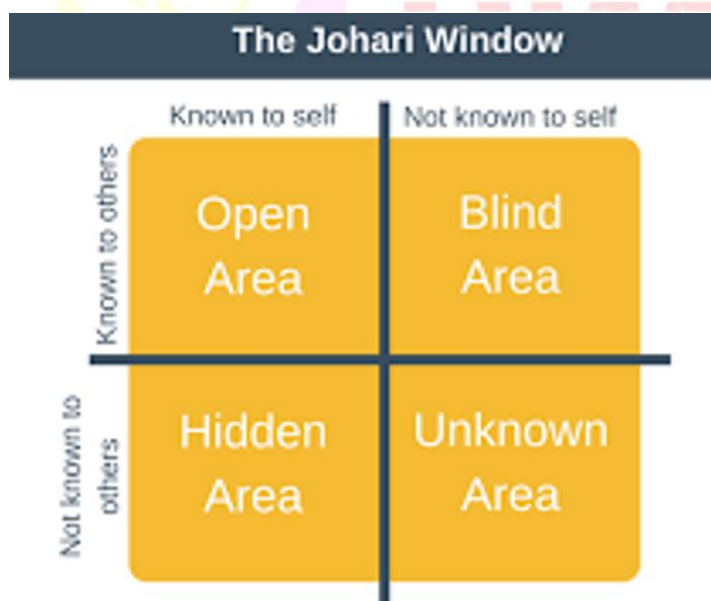 The Johari Window
Known to self
Not known to self
Known to others
Open
Area
Blind
Area
Not known to
others
Hidden
Area
Unknown
Area